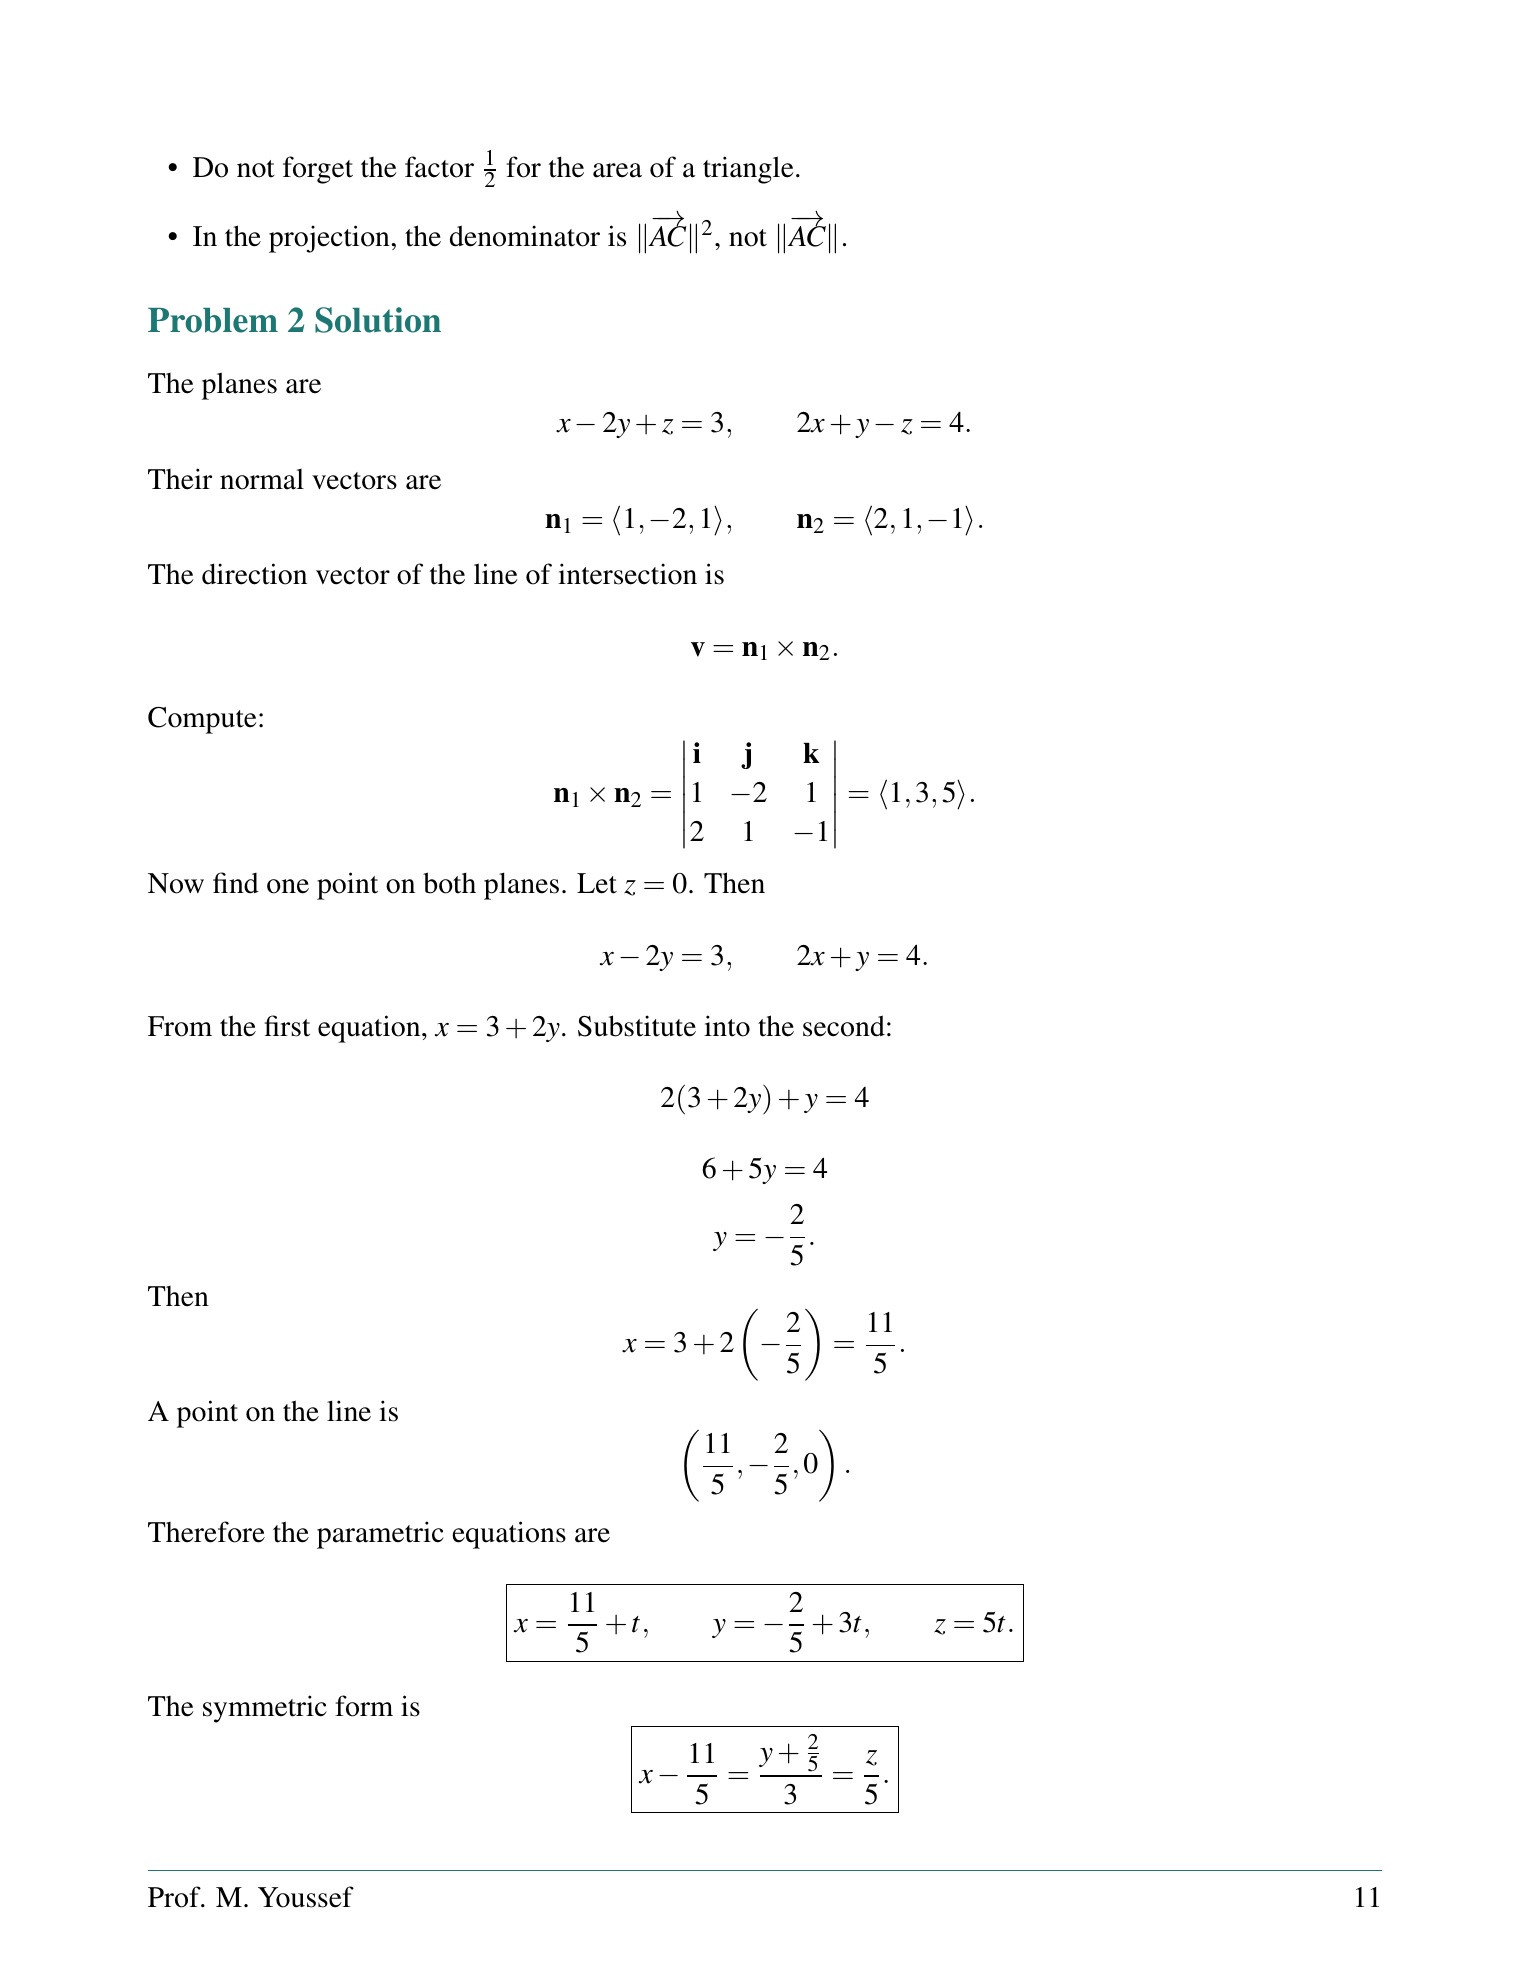 • Do not forget the factor 1/2 for the area of a triangle.
• In the projection, the denominator is ‖AC⃗‖², not ‖AC⃗‖.
Problem 2 Solution
The planes are
x − 2y + z = 3, 2x + y − z = 4.
Their normal vectors are
n₁ = ⟨1, −2, 1⟩, n₂ = ⟨2, 1, −1⟩.
The direction vector of the line of intersection is
v = n₁ × n₂.
Compute:
n₁ × n₂ = | i j k |
| 1 −2 1 |
| 2 1 −1 | = ⟨1, 3, 5⟩.
Now find one point on both planes. Let z = 0. Then
x − 2y = 3, 2x + y = 4.
From the first equation, x = 3 + 2y. Substitute into the second:
2(3 + 2y) + y = 4
6 + 5y = 4
y = −2/5.
Then
x = 3 + 2(−2/5) = 11/5.
A point on the line is
(11/5, −2/5, 0).
Therefore the parametric equations are
x = 11/5 + t, y = −2/5 + 3t, z = 5t.
The symmetric form is
x − 11/5 = (y + 2/5)/3 = z/5.
Prof. M. Youssef 11